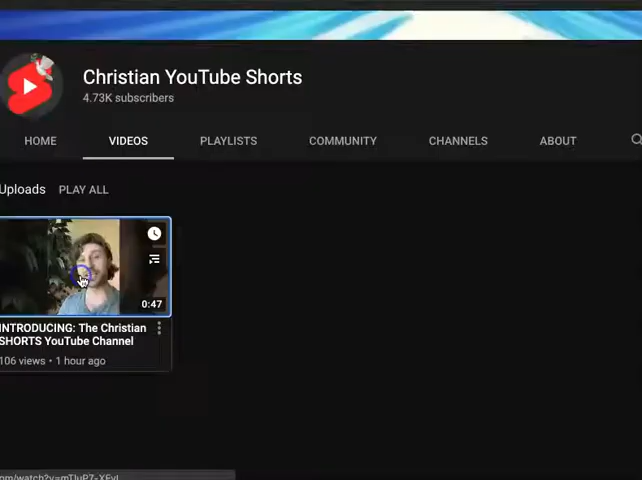 Christian YouTube Shorts
4.73K subscribers
HOME VIDEOS PLAYLISTS COMMUNITY CHANNELS ABOUT
Uploads PLAY ALL
0:47
INTRODUCING: The Christian
SHORTS YouTube Channel
106 views • 1 hour ago